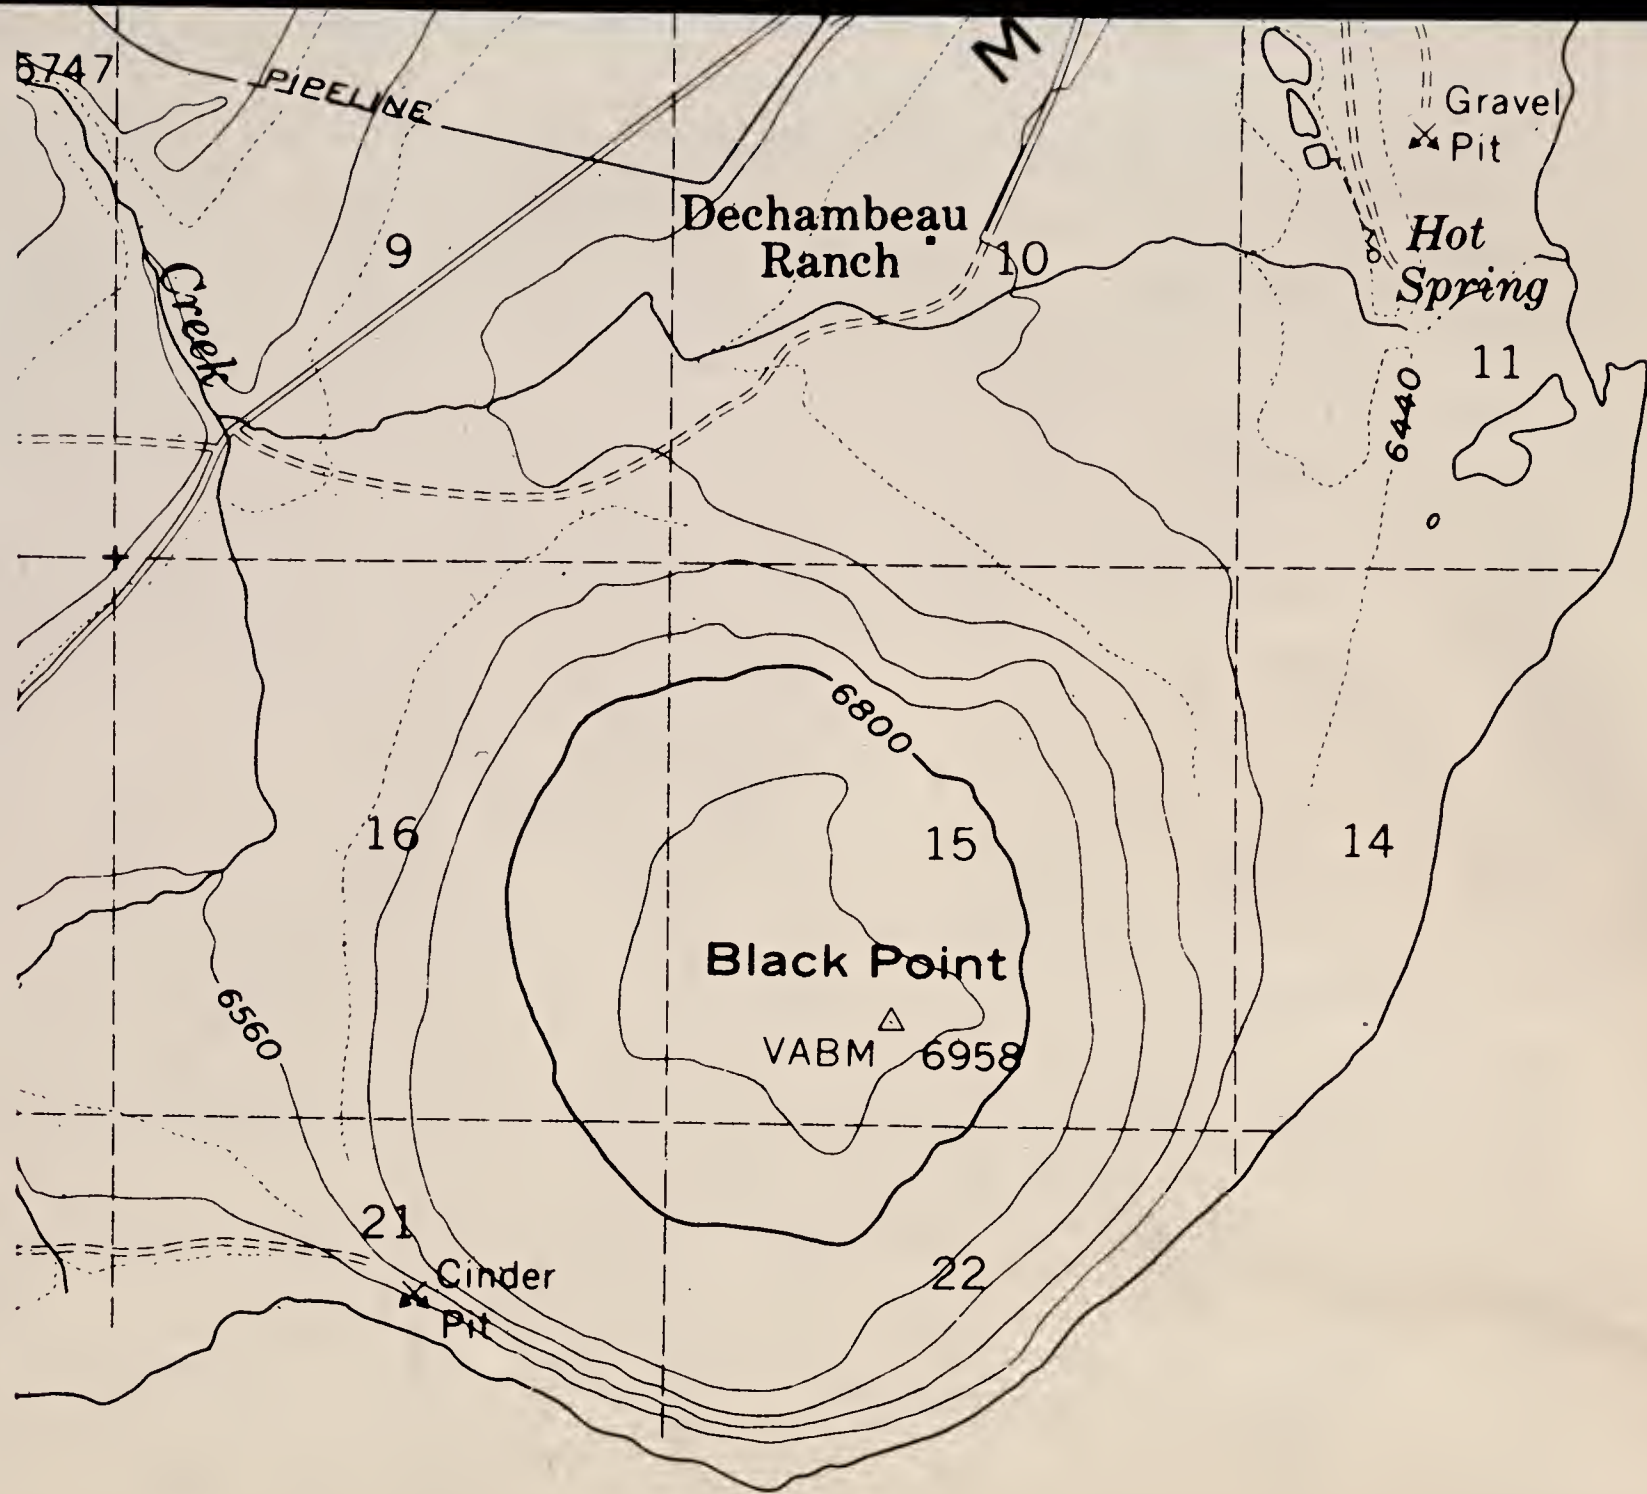 M
5747
PIPELINE
Gravel
Pit
Dechambeau
Ranch
9
10
Hot
Spring
Creek
11
6440
6800
16
15
14
Black Point
VABM 6958
6560
21
22
Cinder
Pit